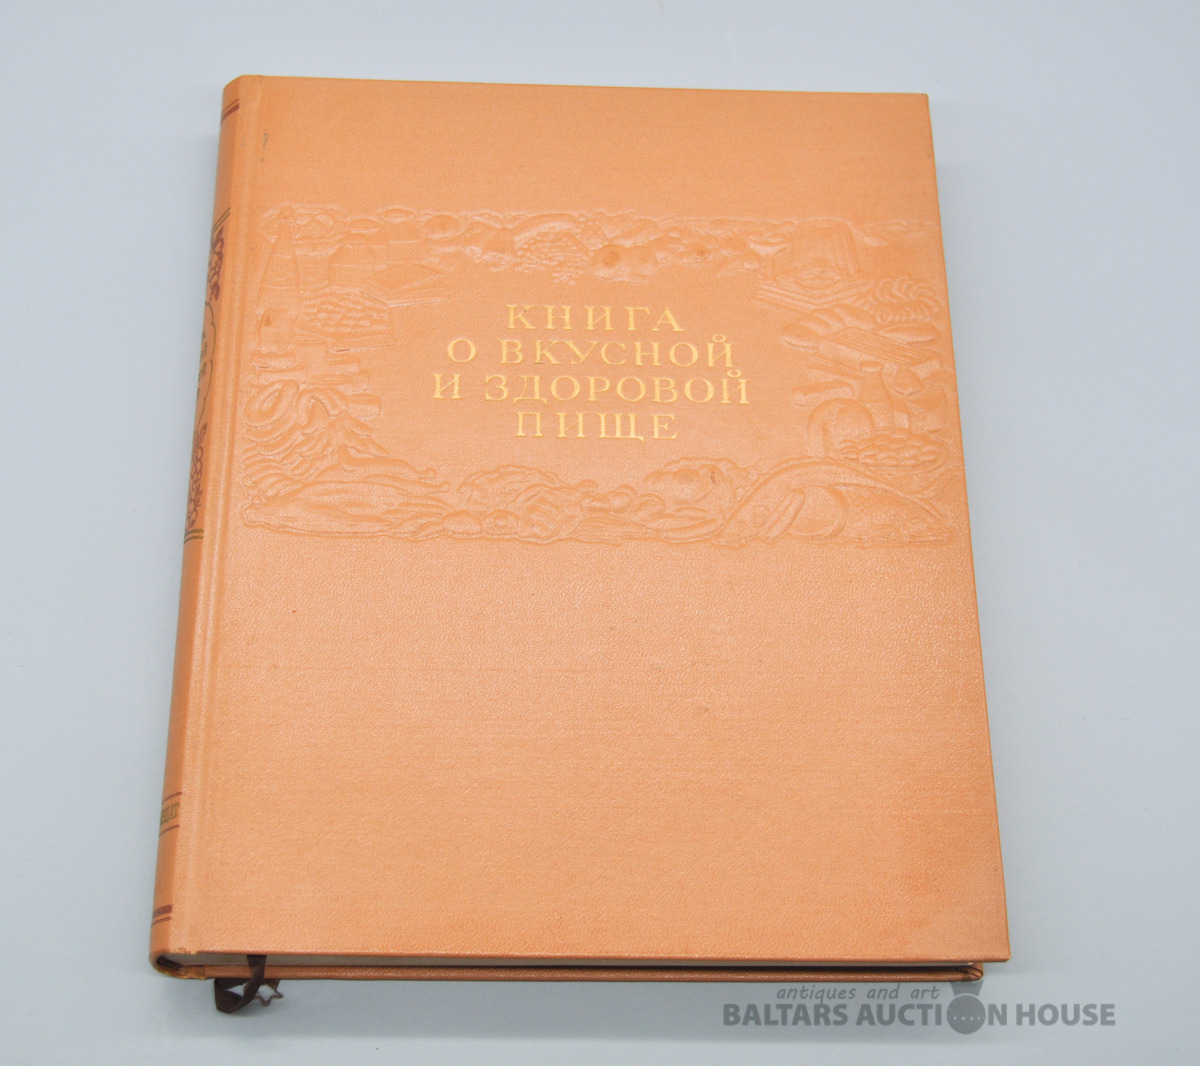 КНИГА
О ВКУСНОЙ
И ЗДОРОВОЙ
ПИЩЕ
antiques and art
BALTARS AUCTION HOUSE